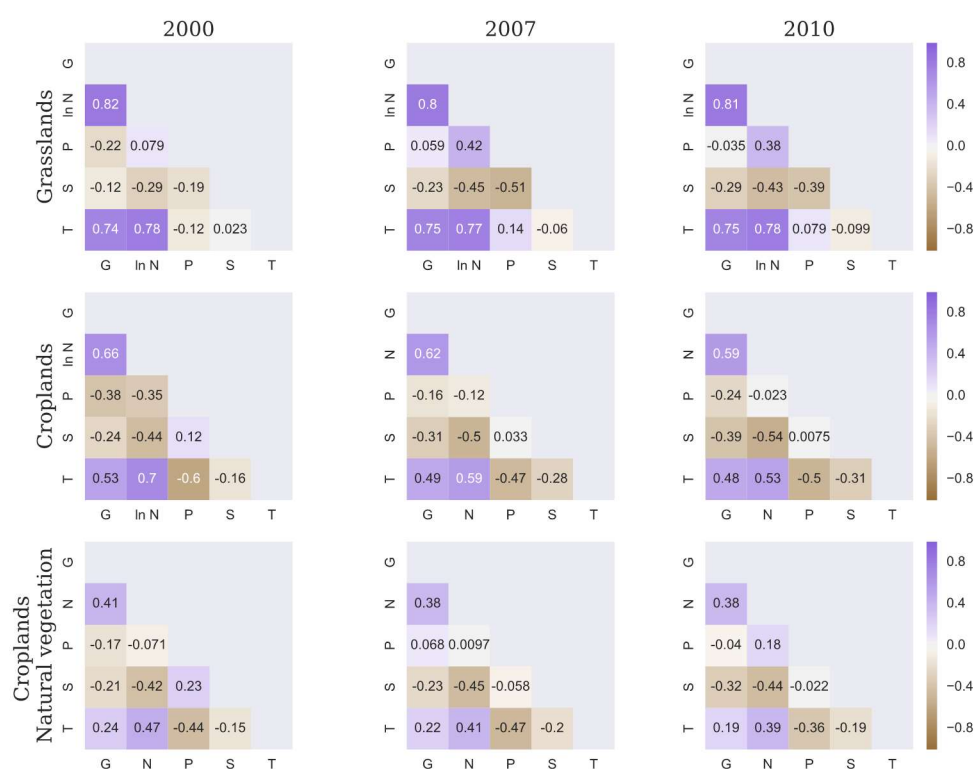 2000 2007 2010
G G G
ln N 0.82 ln N 0.8 ln N 0.81
P -0.22 0.079 P 0.059 0.42 P -0.035 0.38
S -0.12 -0.29 -0.19 S -0.23 -0.45 -0.51 S -0.29 -0.43 -0.39
T 0.74 0.78 -0.12 0.023 T 0.75 0.77 0.14 -0.06 T 0.75 0.78 0.079 -0.099
G ln N P S T G ln N P S T G ln N P S T
Grasslands
0.8
0.4
0.0
-0.4
-0.8
G G G
ln N 0.66 N 0.62 N 0.59
P -0.38 -0.35 P -0.16 -0.12 P -0.24 -0.023
S -0.24 -0.44 0.12 S -0.31 -0.5 0.033 S -0.39 -0.54 0.0075
T 0.53 0.7 -0.6 -0.16 T 0.49 0.59 -0.47 -0.28 T 0.48 0.53 -0.5 -0.31
G ln N P S T G N P S T G N P S T
Croplands
0.8
0.4
0.0
-0.4
-0.8
G G G
N 0.41 N 0.38 N 0.38
P -0.17 -0.071 P 0.068 0.0097 P -0.04 0.18
S -0.21 -0.42 0.23 S -0.23 -0.45 -0.058 S -0.32 -0.44 -0.022
T 0.24 0.47 -0.44 -0.15 T 0.22 0.41 -0.47 -0.2 T 0.19 0.39 -0.36 -0.19
G N P S T G N P S T G N P S T
Croplands
Natural vegetation
0.8
0.4
0.0
-0.4
-0.8